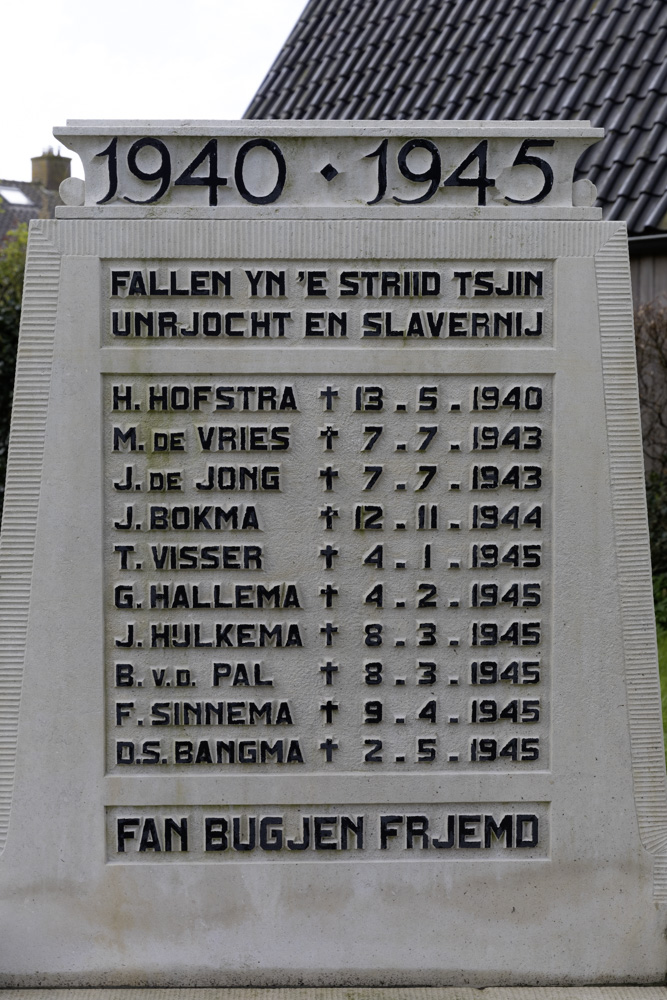 1940 · 1945
FALLEN YN 'E STRIID TSJIN
UNRJOCHT EN SLAVERNIJ
H. HOFSTRA † 13 . 5 . 1940
M. DE VRIES † 7 . 7 . 1943
J. DE JONG † 7 . 7 . 1943
J. BOKMA † 12 . 11 . 1944
T. VISSER † 4 . 1 . 1945
G. HALLEMA † 4 . 2 . 1945
J. HIJLKEMA † 8 . 3 . 1945
B. V.D. PAL † 8 . 3 . 1945
F. SINNEMA † 9 . 4 . 1945
D.S. BANGMA † 2 . 5 . 1945
FAN BUGJEN FRJEMD